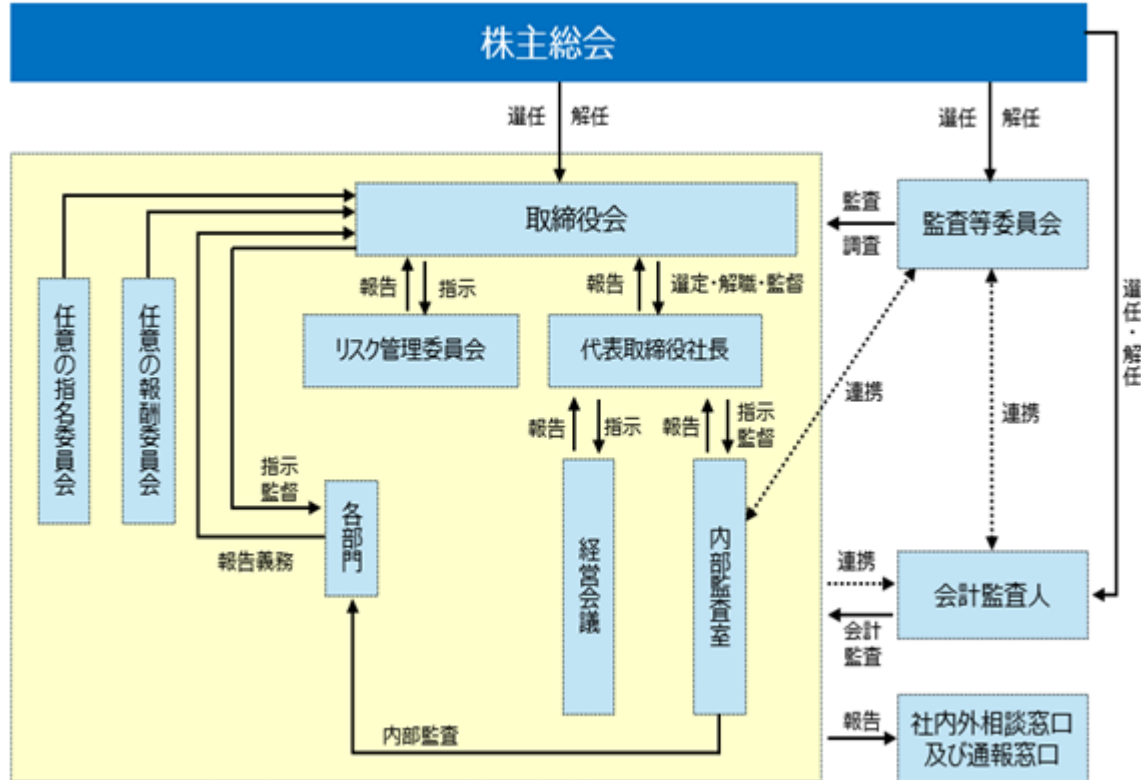 株主総会
選任
解任
選任
解任
取締役会
監査
調査
監査等委員会
報告
指示
報告
選定・解職・監督
選任・解任
任意の指名委員会
任意の報酬委員会
リスク管理委員会
代表取締役社長
連携
連携
報告
指示
報告
指示
監督
指示
監督
各部門
報告義務
経営会議
内部監査室
連携
会計監査人
会計
監査
内部監査
報告
社内外相談窓口
及び通報窓口